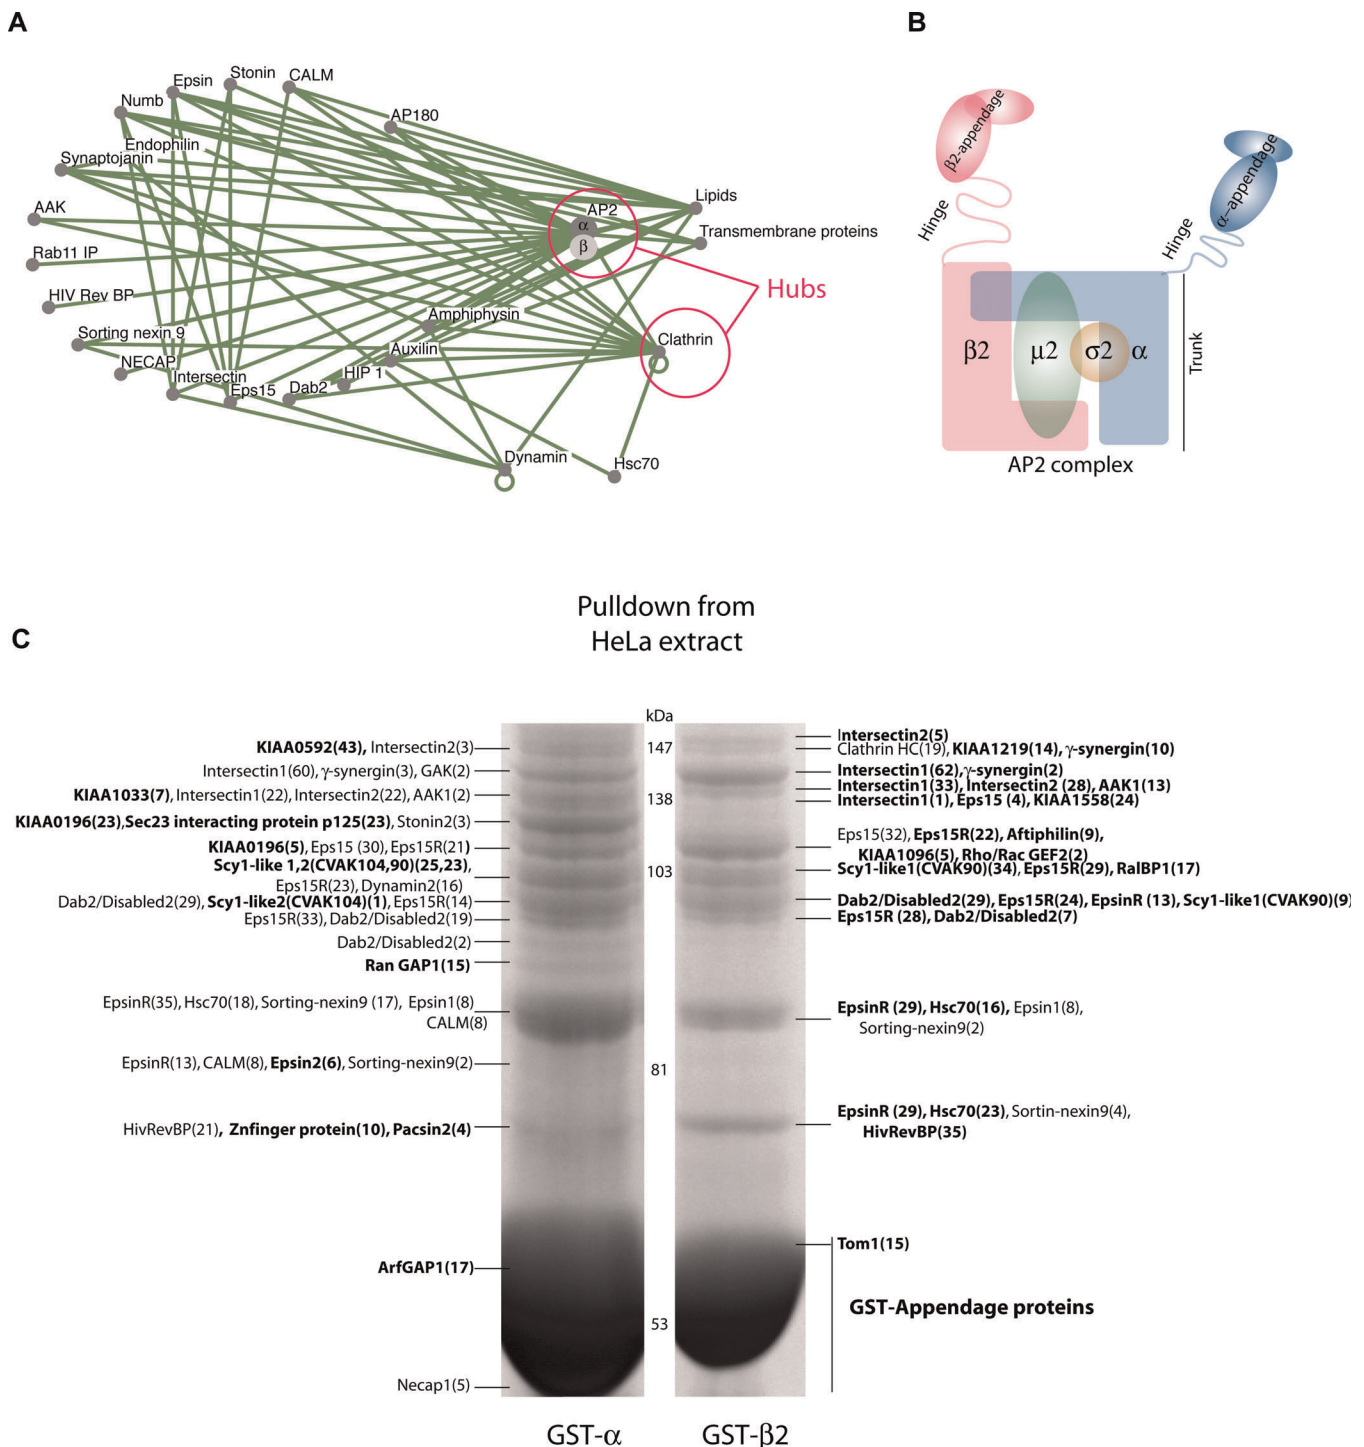 A
B
Stonin
Epsin
CALM
Numb
AP180
Endophilin
Synaptojanin
Lipids
AAK
AP2
α
β
Transmembrane proteins
Rab11 IP
HIV Rev BP
Hubs
Amphiphysin
Sorting nexin 9
Auxilin
Clathrin
NECAP
HIP 1
Intersectin
Eps15
Dab2
Dynamin
Hsc70
β2-appendage
α-appendage
Hinge
Hinge
β2
μ2
σ2
α
Trunk
AP2 complex
Pulldown from
HeLa extract
C
kDa
147
138
103
81
53
KIAA0592(43), Intersectin2(3)
Intersectin1(60), γ-synergin(3), GAK(2)
KIAA1033(7), Intersectin1(22), Intersectin2(22), AAK1(2)
KIAA0196(23),Sec23 interacting protein p125(23), Stonin2(3)
KIAA0196(5), Eps15 (30), Eps15R(21)
Scy1-like 1,2(CVAK104,90)(25,23),
Eps15R(23), Dynamin2(16)
Dab2/Disabled2(29), Scy1-like2(CVAK104)(1), Eps15R(14)
Eps15R(33), Dab2/Disabled2(19)
Dab2/Disabled2(2)
Ran GAP1(15)
EpsinR(35), Hsc70(18), Sorting-nexin9 (17), Epsin1(8)
CALM(8)
EpsinR(13), CALM(8), Epsin2(6), Sorting-nexin9(2)
HivRevBP(21), Znfinger protein(10), Pacsin2(4)
ArfGAP1(17)
Necap1(5)
Intersectin2(5)
Clathrin HC(19), KIAA1219(14), γ-synergin(10)
Intersectin1(62),γ-synergin(2)
Intersectin1(33), Intersectin2 (28), AAK1(13)
Intersectin1(1), Eps15 (4), KIAA1558(24)
Eps15(32), Eps15R(22), Aftiphilin(9),
KIAA1096(5), Rho/Rac GEF2(2)
Scy1-like1(CVAK90)(34), Eps15R(29), RalBP1(17)
Dab2/Disabled2(29), Eps15R(24), EpsinR (13), Scy1-like1(CVAK90)(9)
Eps15R (28), Dab2/Disabled2(7)
EpsinR (29), Hsc70(16), Epsin1(8),
Sorting-nexin9(2)
EpsinR (29), Hsc70(23), Sortin-nexin9(4),
HivRevBP(35)
Tom1(15)
GST-Appendage proteins
GST-α
GST-β2